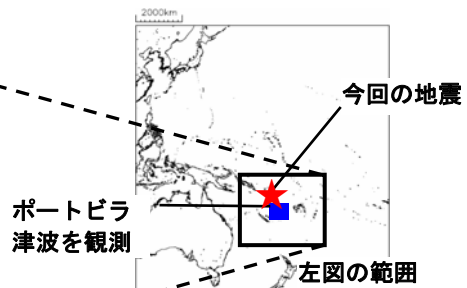 2000km
今回の地震
ポートビラ
津波を観測
左図の範囲